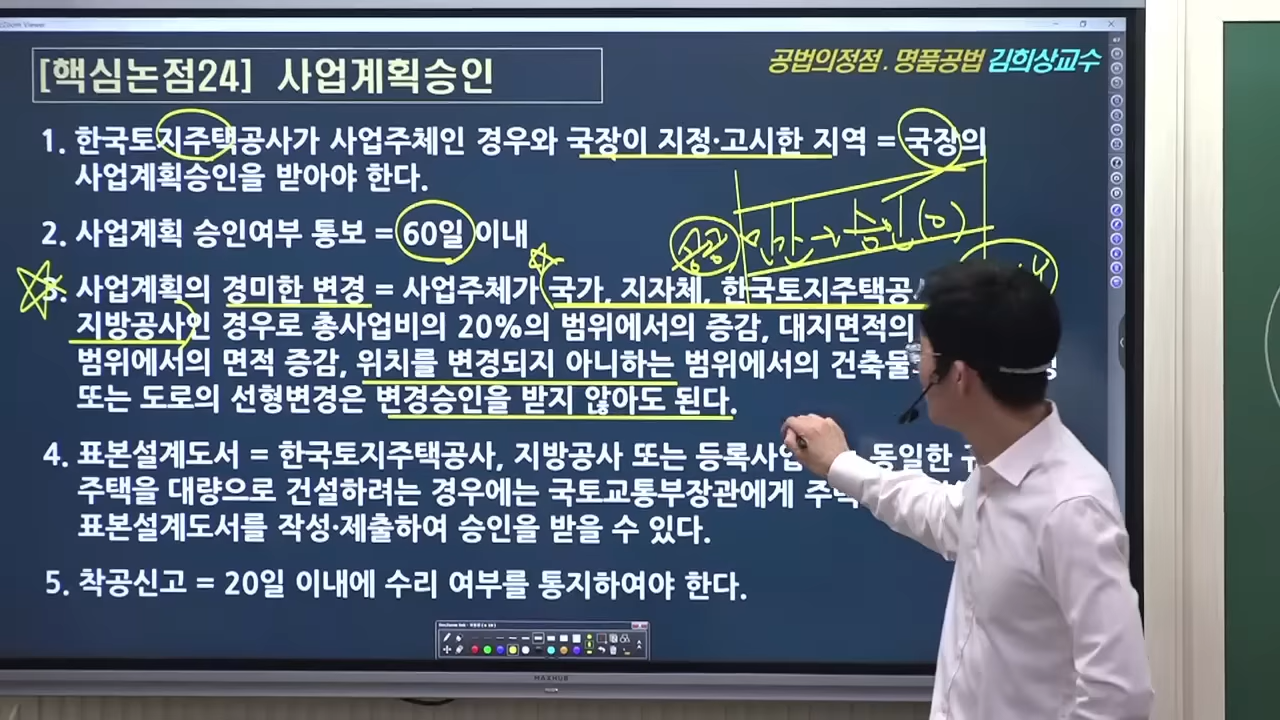 Zoom Viewer
[핵심논점24] 사업계획승인
공법의정점. 명품공법 김희상교수
1. 한국토지주택공사가 사업주체인 경우와 국장이 지정·고시한 지역 = 국장의
사업계획승인을 받아야 한다.
2. 사업계획 승인여부 통보 = 60일 이내
공공 민간 → 승인(0)
3. 사업계획의 경미한 변경 = 사업주체가 국가, 지자체, 한국토지주택공
지방공사인 경우로 총사업비의 20%의 범위에서의 증감, 대지면적의
범위에서의 면적 증감, 위치를 변경되지 아니하는 범위에서의 건축물
또는 도로의 선형변경은 변경승인을 받지 않아도 된다.
4. 표본설계도서 = 한국토지주택공사, 지방공사 또는 등록사업 동일한
주택을 대량으로 건설하려는 경우에는 국토교통부장관에게
표본설계도서를 작성·제출하여 승인을 받을 수 있다.
5. 착공신고 = 20일 이내에 수리 여부를 통지하여야 한다.
MAXHUB